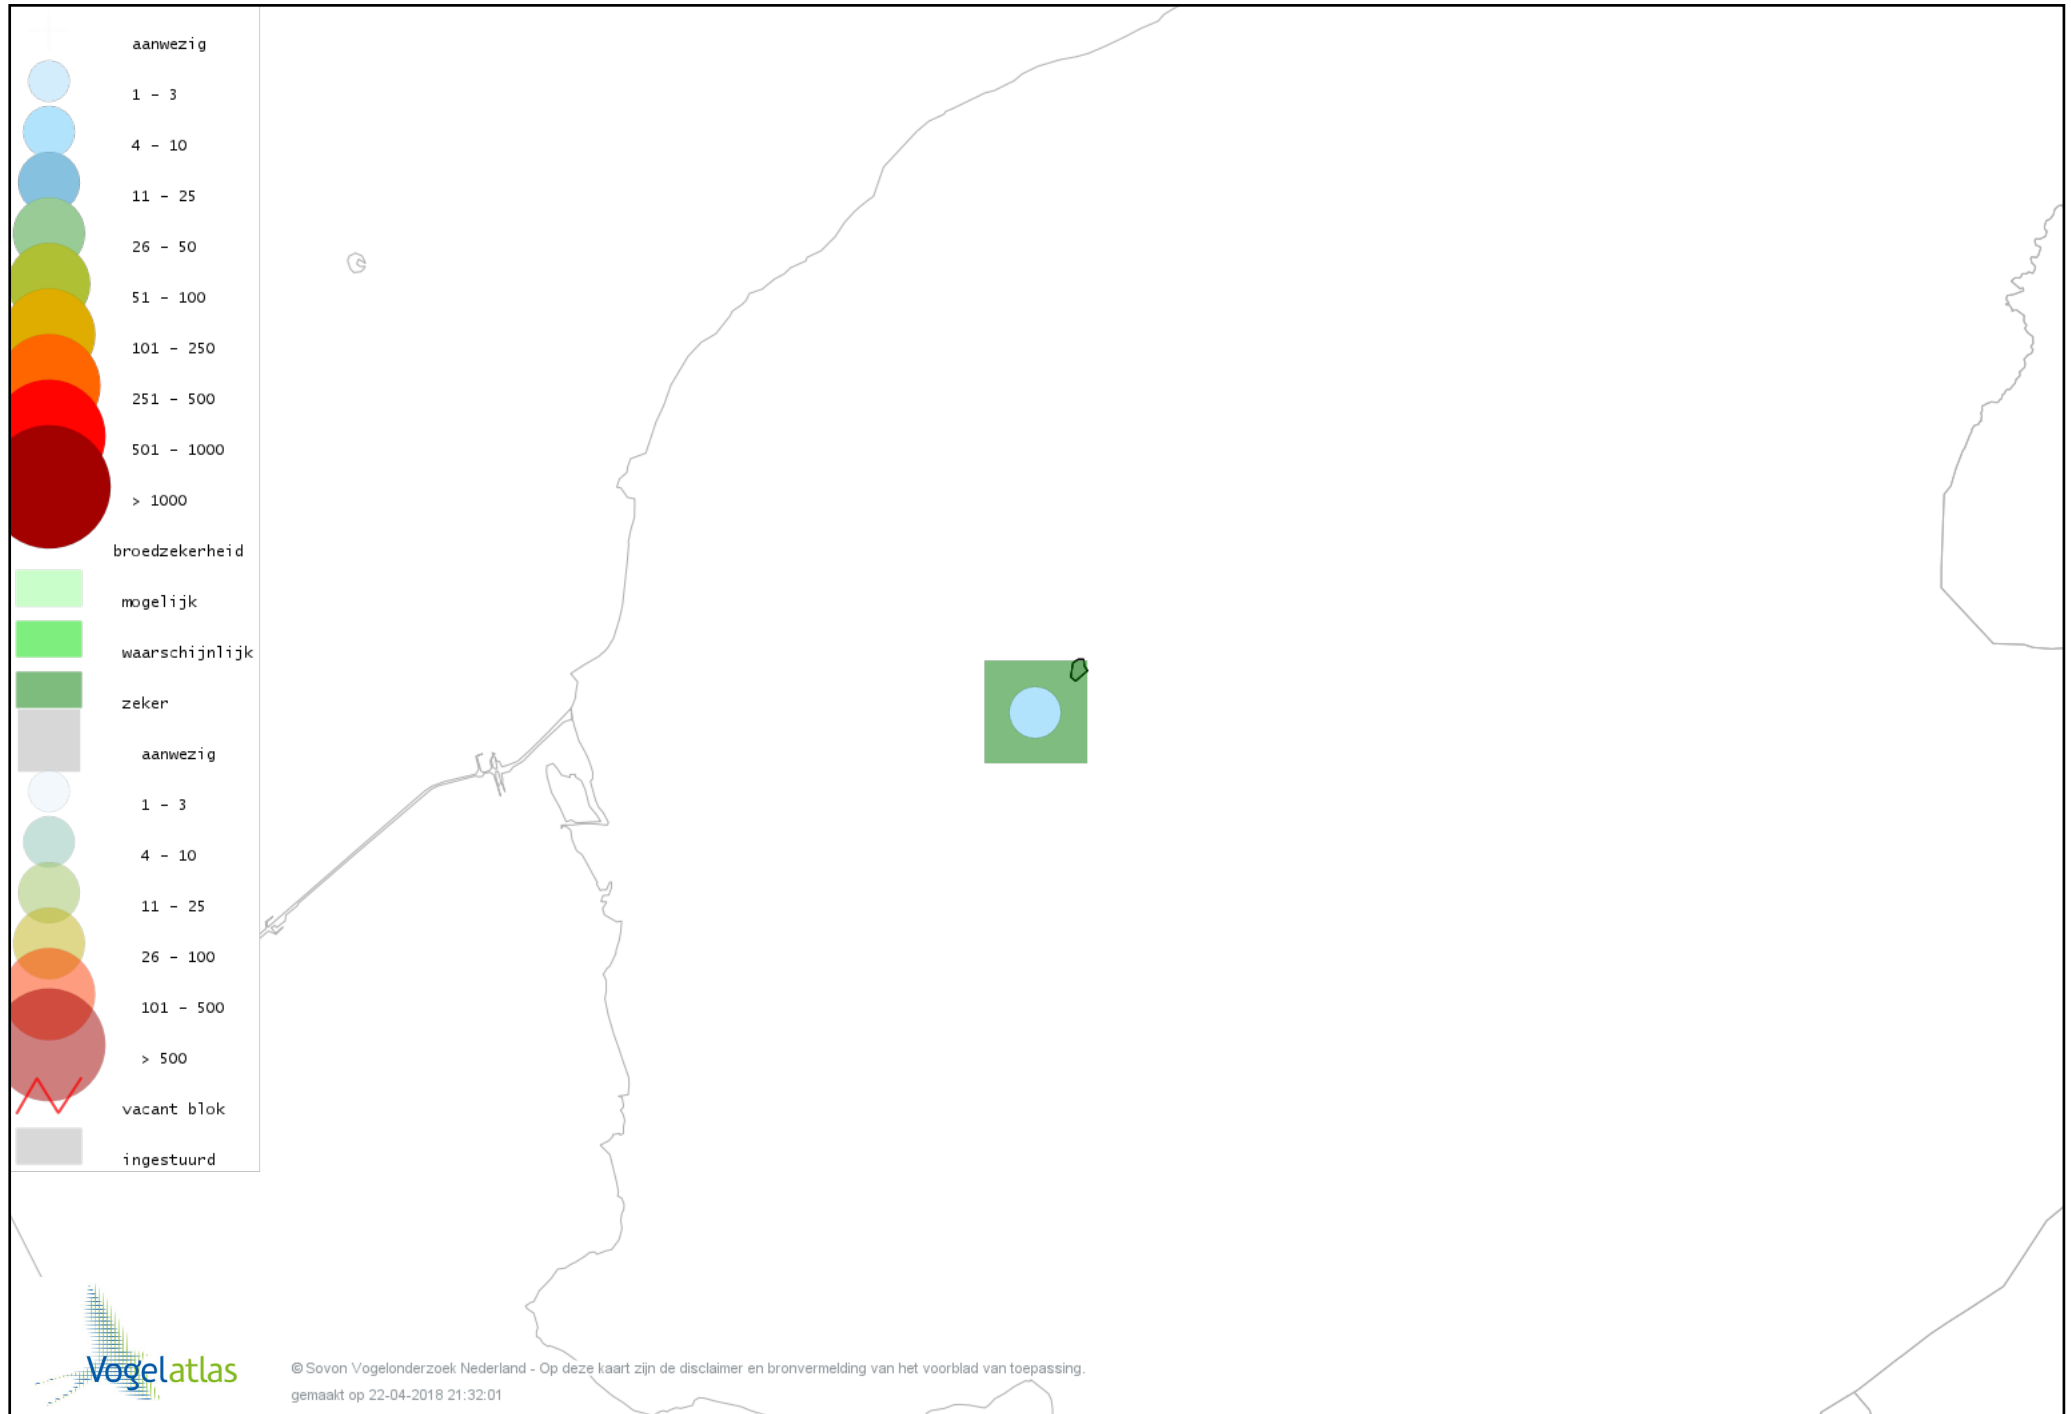 aanwezig
1 - 3
4 - 10
11 - 25
26 - 50
51 - 100
101 - 250
251 - 500
501 - 1000
> 1000
broedzekerheid
mogelijk
waarschijnlijk
zeker
aanwezig
1 - 3
4 - 10
11 - 25
26 - 100
101 - 500
> 500
vacant blok
ingestuurd
Vogelatlas
© Sovon Vogelonderzoek Nederland - Op deze kaart zijn de disclaimer en bronvermelding van het voorblad van toepassing.
gemaakt op 22-04-2018 21:32:01